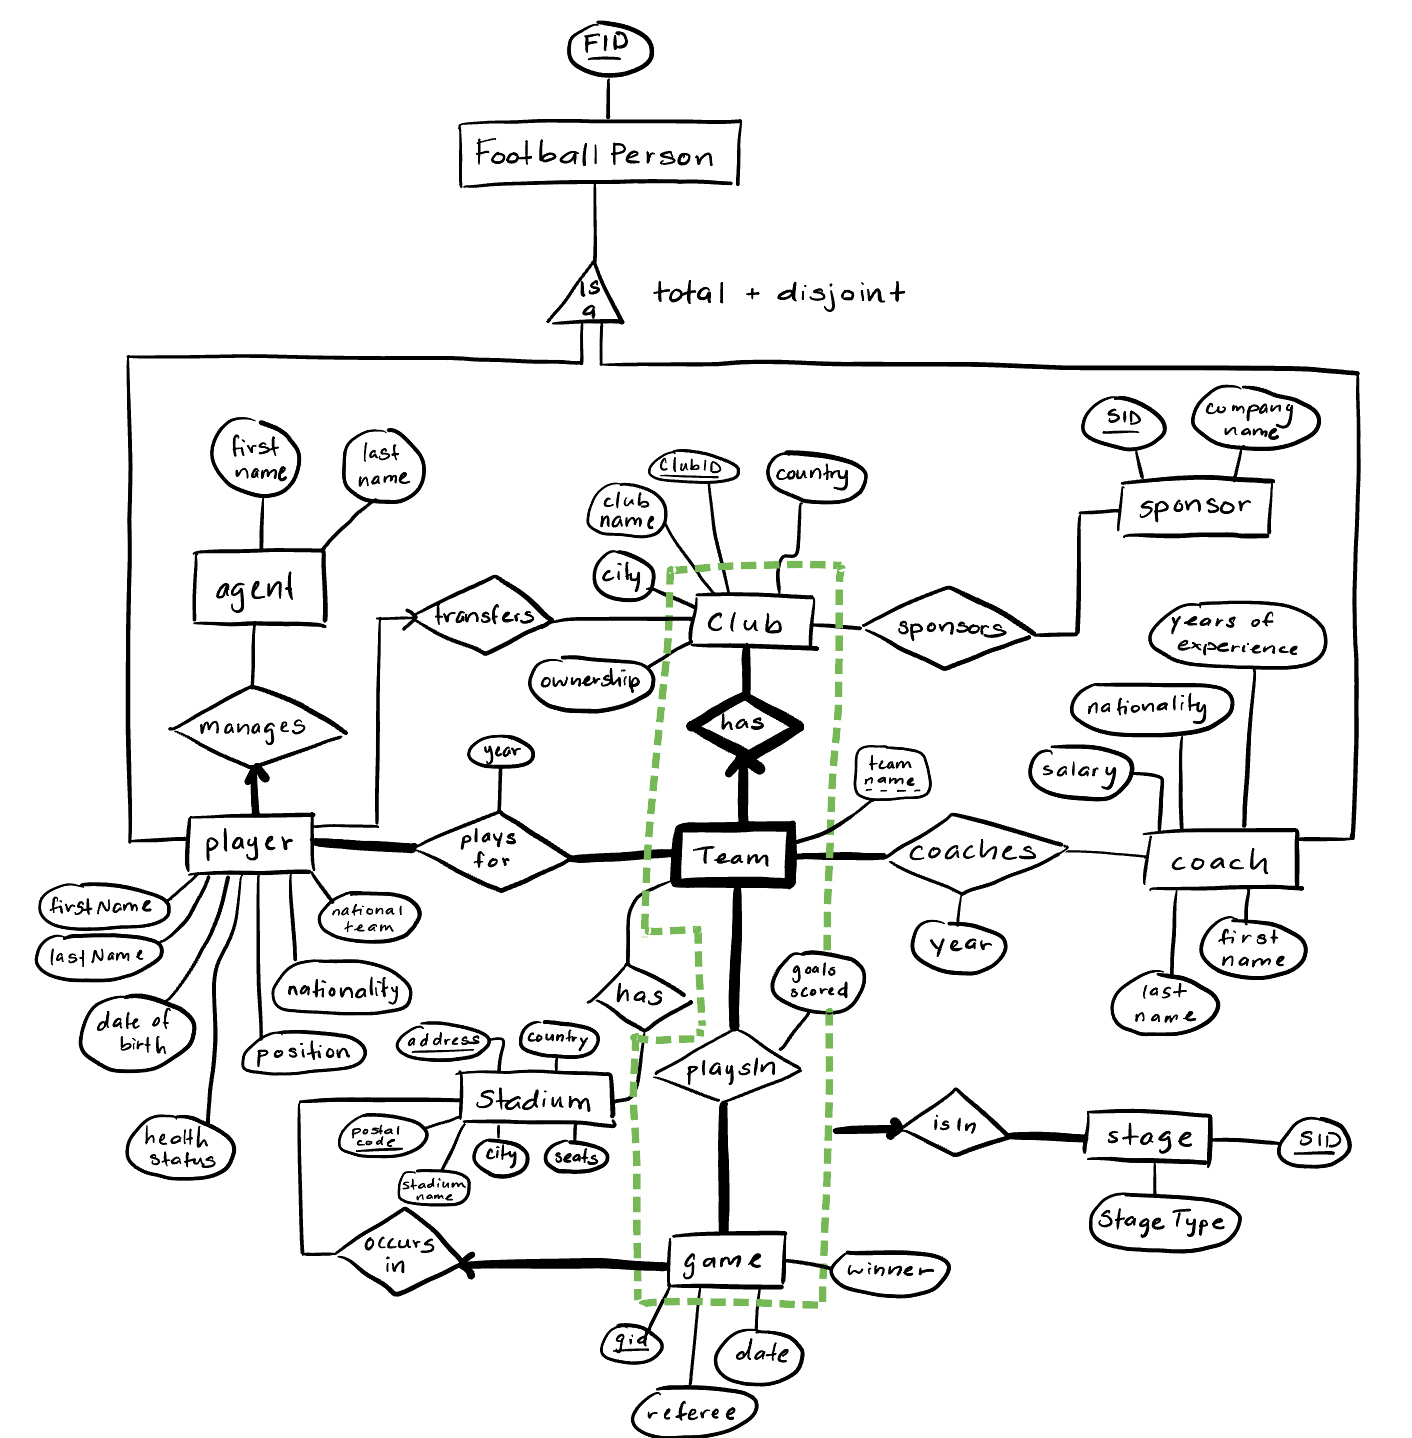 FID
Football Person
is
a
total + disjoint
SID
company
name
sponsor
first
name
last
name
agent
ClubID
country
club
name
city
Club
ownership
transfers
sponsors
years of
experience
nationality
salary
manages
has
year
team
name
player
plays
for
Team
coaches
coach
year
first
name
last
name
firstName
lastName
national
team
nationality
date of
birth
position
health
status
has
goals
scored
address
country
Stadium
postal
code
city
seats
stadium
name
playsIn
isIn
stage
SID
Stage Type
occurs
in
game
winner
gid
date
referee